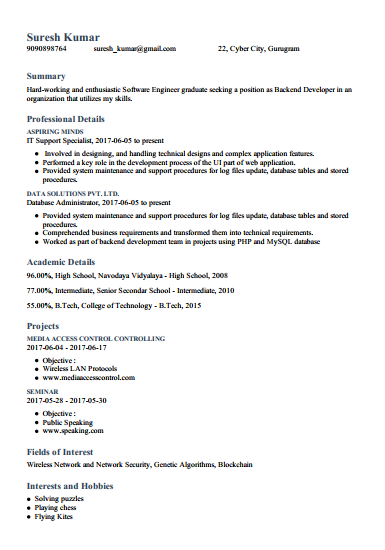 Suresh Kumar
9090898764 suresh_kumar@gmail.com 22, Cyber City, Gurugram
Summary
Hard-working and enthusiastic Software Engineer graduate seeking a position as Backend Developer in an
organization that utilizes my skills.
Professional Details
ASPIRING MINDS
IT Support Specialist, 2017-06-05 to present
● Involved in designing, and handling technical designs and complex application features.
● Performed a key role in the development process of the UI part of web application.
● Provided system maintenance and support procedures for log files update, database tables and stored
procedures.
DATA SOLUTIONS PVT. LTD.
Database Administrator, 2017-06-05 to present
● Provided system maintenance and support procedures for log files update, database tables and stored
procedures.
● Comprehended business requirements and transformed them into technical requirements.
● Worked as part of backend development team in projects using PHP and MySQL database
Academic Details
96.00%, High School, Navodaya Vidyalaya - High School, 2008
77.00%, Intermediate, Senior Secondar School - Intermediate, 2010
55.00%, B.Tech, College of Technology - B.Tech, 2015
Projects
MEDIA ACCESS CONTROL CONTROLLING
2017-06-04 - 2017-06-17
● Objective :
● Wireless LAN Protocols
● www.mediaaccesscontrol.com
SEMINAR
2017-05-28 - 2017-05-30
● Objective :
● Public Speaking
● www.speaking.com
Fields of Interest
Wireless Network and Network Security, Genetic Algorithms, Blockchain
Interests and Hobbies
● Solving puzzles
● Playing chess
● Flying Kites